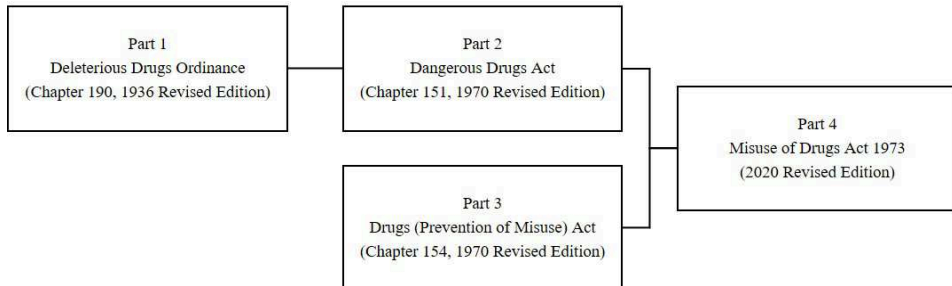 Part 1
Deleterious Drugs Ordinance
(Chapter 190, 1936 Revised Edition)
Part 2
Dangerous Drugs Act
(Chapter 151, 1970 Revised Edition)
Part 3
Drugs (Prevention of Misuse) Act
(Chapter 154, 1970 Revised Edition)
Part 4
Misuse of Drugs Act 1973
(2020 Revised Edition)